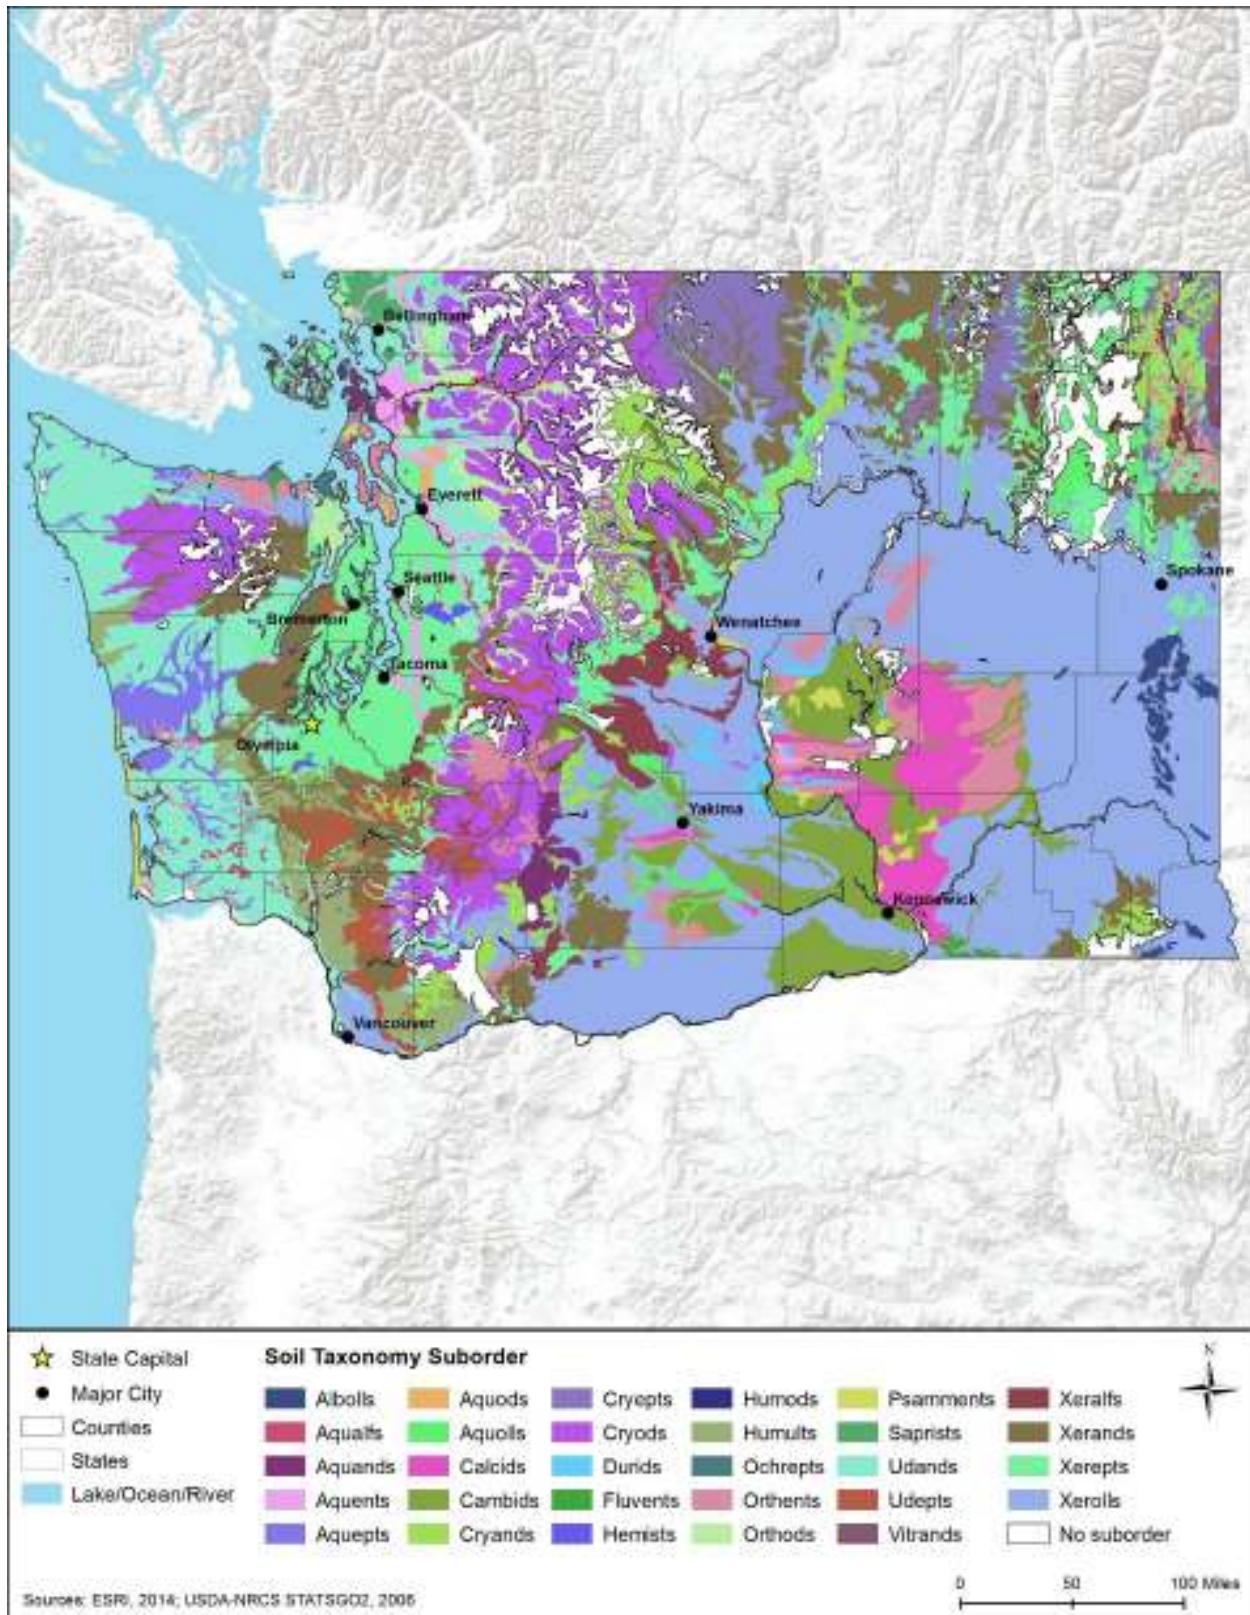 Bellingham
Everett
Seattle
Bremerton
Tacoma
Olympia
Wenatchee
Spokane
Yakima
Kennewick
Vancouver
State Capital
Major City
Counties
States
Lake/Ocean/River
Soil Taxonomy Suborder
Albolls
Aqualfs
Aquands
Aquents
Aquepts
Aquods
Aquolls
Calcids
Cambids
Cryands
Cryepts
Cryods
Durids
Fluvents
Hemists
Humods
Humults
Ochrepts
Orthents
Orthods
Psamments
Saprists
Udands
Udepts
Vitrands
Xeralfs
Xerands
Xerepts
Xerolls
No suborder
N
0 50 100 Miles
Sources: ESRI, 2014; USDA-NRCS STATSGO2, 2006